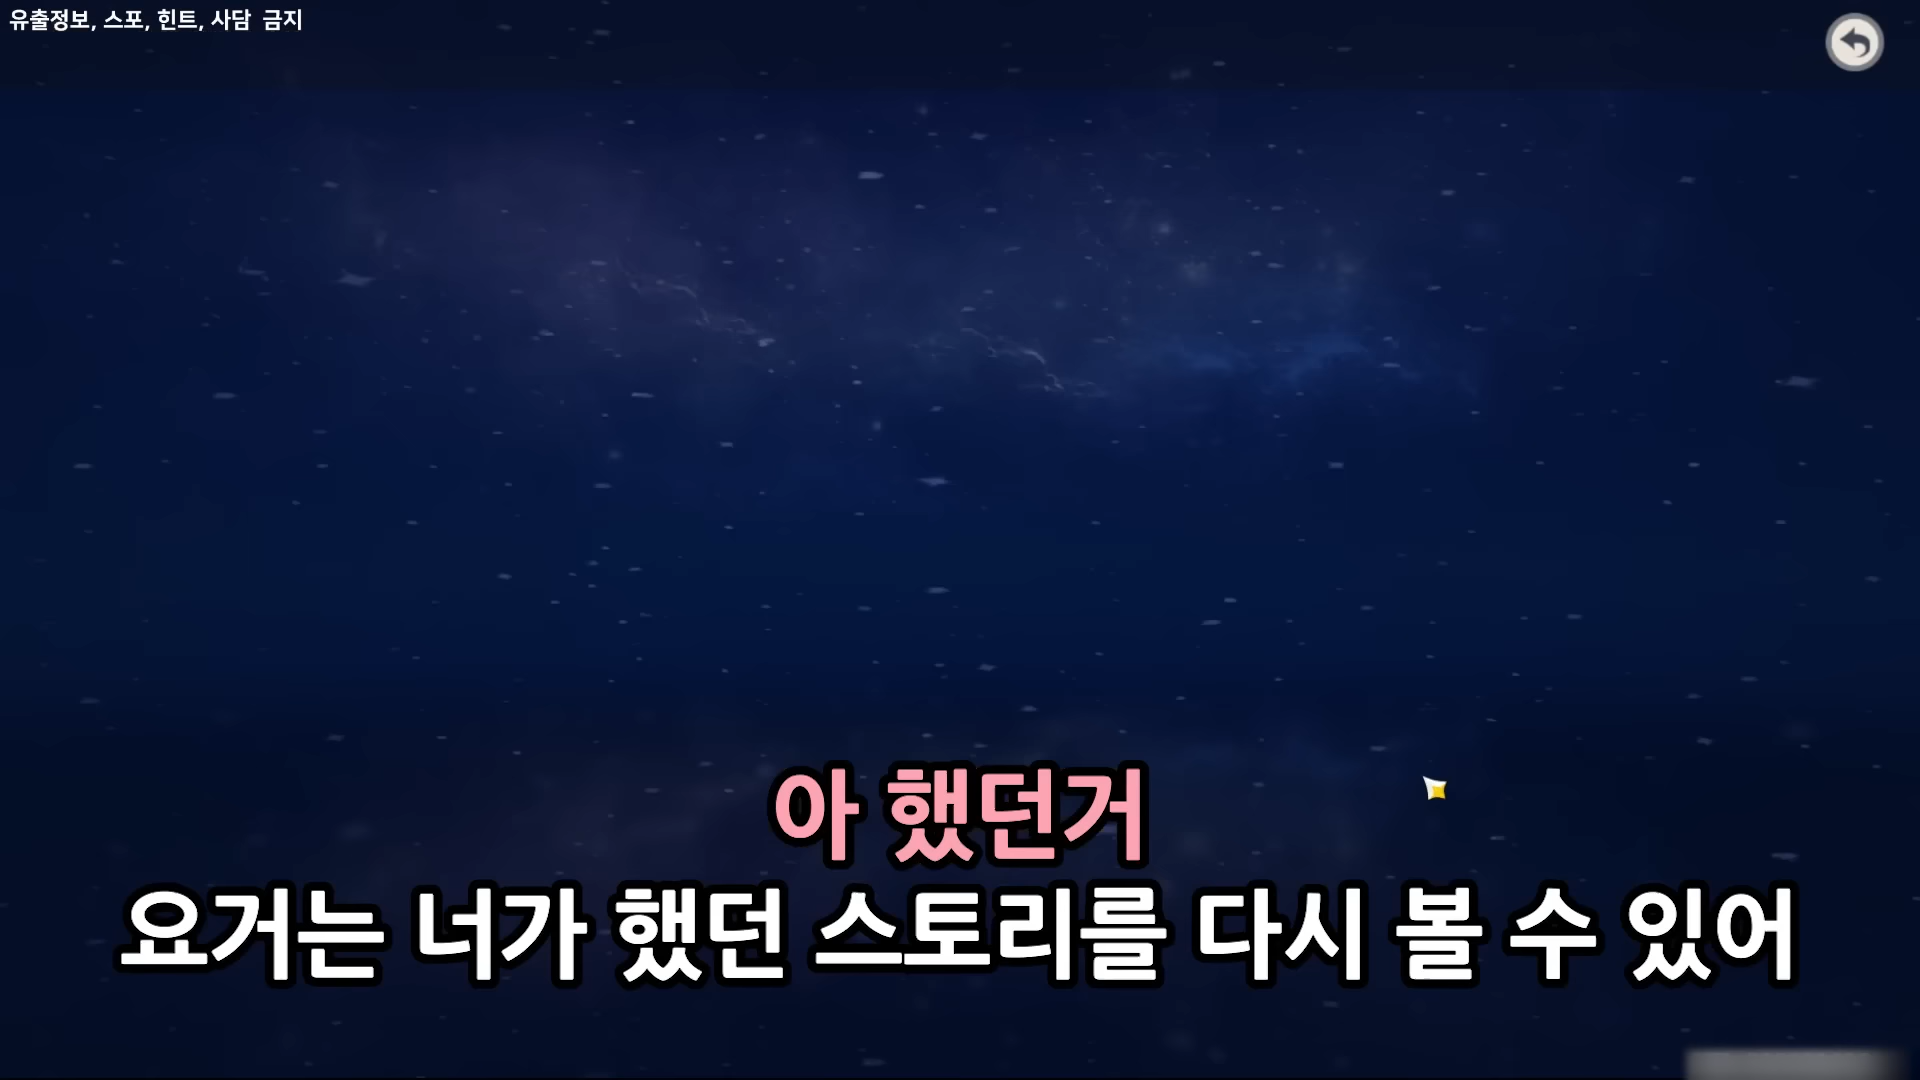 유출정보, 스포, 힌트, 사담 금지
아 했던거
요거는 너가 했던 스토리를 다시 볼 수 있어